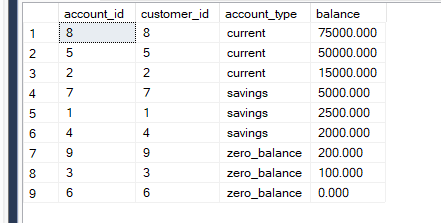 account_id customer_id account_type balance
1 8 8 current 75000.000
2 5 5 current 50000.000
3 2 2 current 15000.000
4 7 7 savings 5000.000
5 1 1 savings 2500.000
6 4 4 savings 2000.000
7 9 9 zero_balance 200.000
8 3 3 zero_balance 100.000
9 6 6 zero_balance 0.000